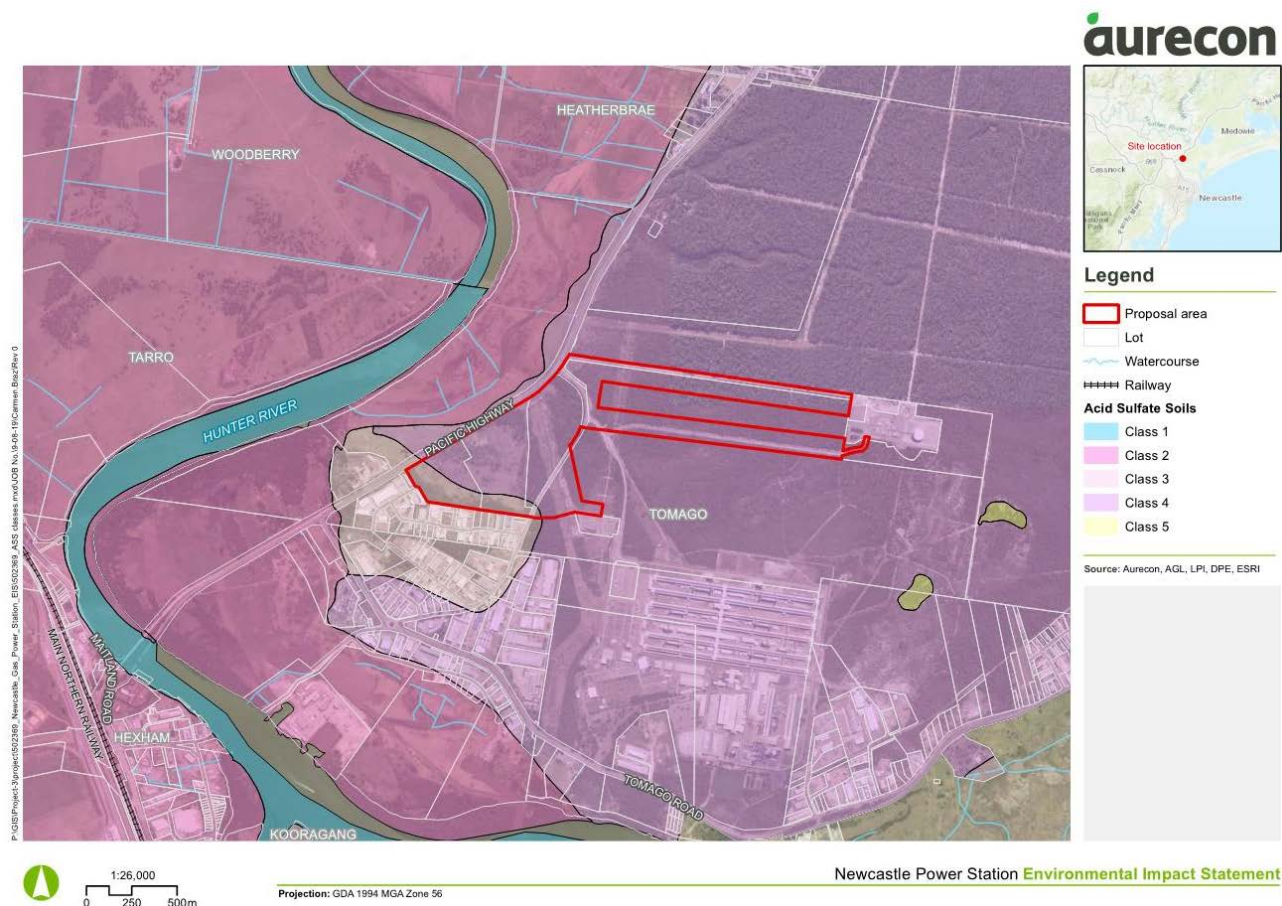 aurecon
HEATHERBRAE
WOODBERRY
TARRO
HUNTER RIVER
PACIFIC HIGHWAY
TOMAGO
MAITLAND ROAD
MAIN NORTHERN RAILWAY
HEXHAM
TOMAGO ROAD
KOORAGANG
Site location
Medowie
Cessnock
Newcastle
Legend
Proposal area
Lot
Watercourse
Railway
Acid Sulfate Soils
Class 1
Class 2
Class 3
Class 4
Class 5
Source: Aurecon, AGL, LPI, DPE, ESRI
1:26,000
0 250 500m
Projection: GDA 1994 MGA Zone 56
Newcastle Power Station Environmental Impact Statement